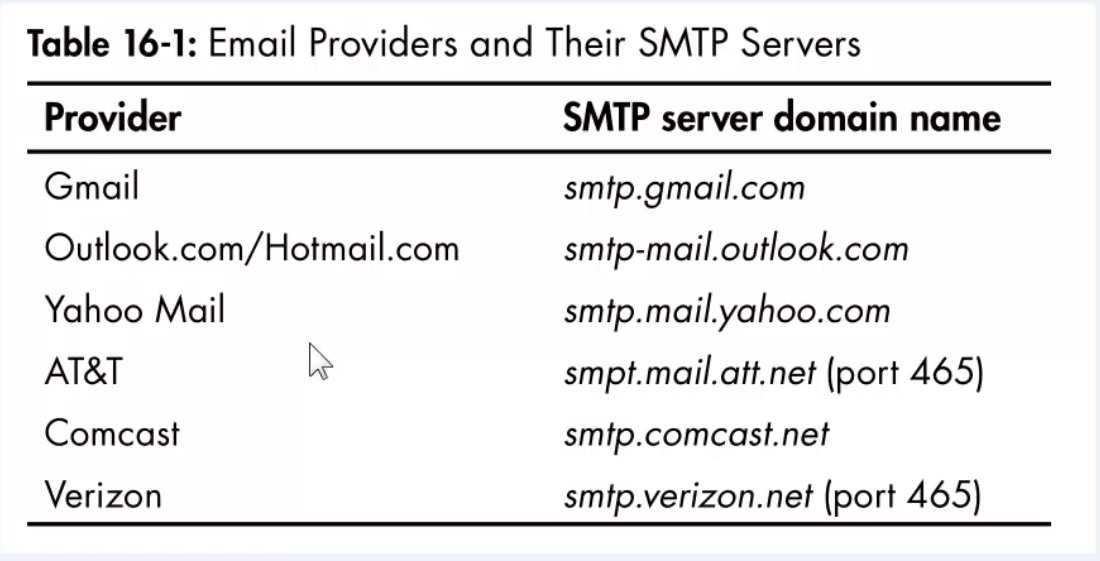 Table 16-1: Email Providers and Their SMTP Servers
Provider SMTP server domain name
Gmail smtp.gmail.com
Outlook.com/Hotmail.com smtp-mail.outlook.com
Yahoo Mail smtp.mail.yahoo.com
AT&T smpt.mail.att.net (port 465)
Comcast smtp.comcast.net
Verizon smtp.verizon.net (port 465)